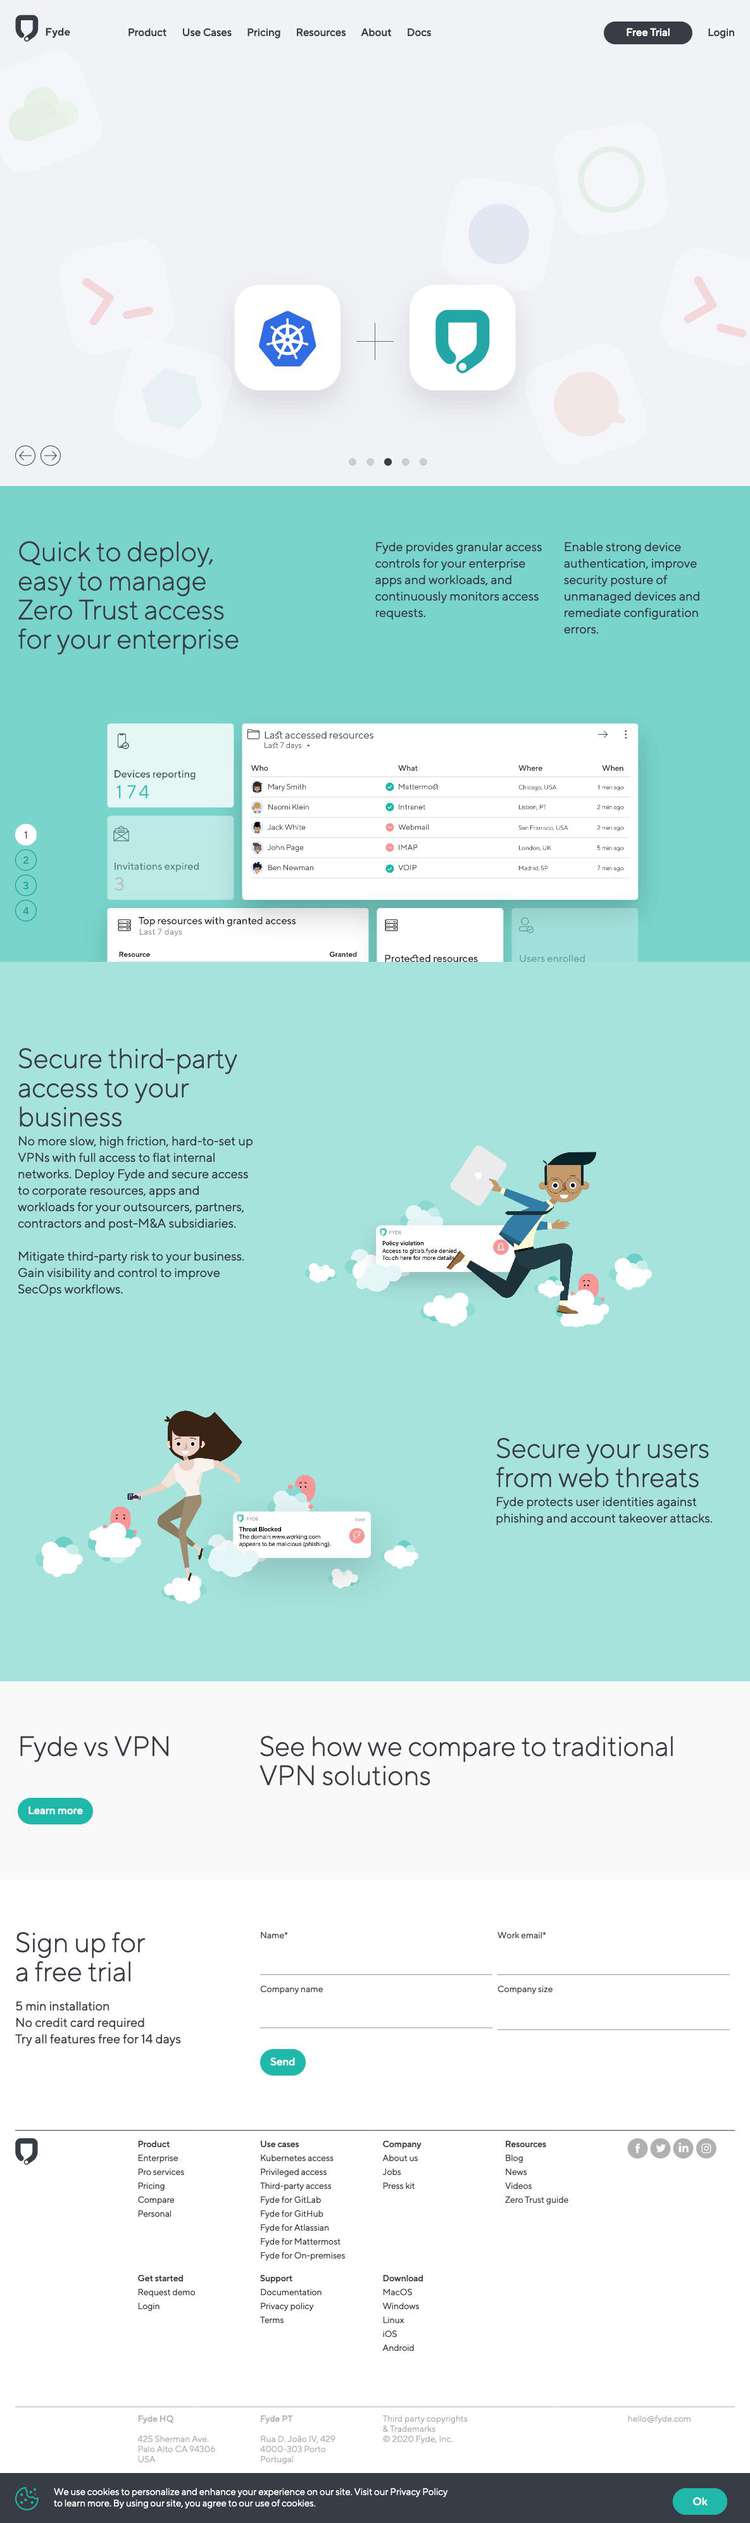 Fyde
Product Use Cases Pricing Resources About Docs
Free Trial Login
Quick to deploy,
easy to manage
Zero Trust access
for your enterprise
Fyde provides granular access
controls for your enterprise
apps and workloads, and
continuously monitors access
requests.
Enable strong device
authentication, improve
security posture of
unmanaged devices and
remediate configuration
errors.
Devices reporting
174
Invitations expired
3
Last accessed resources
Last 7 days
Who What Where When
Mary Smith Mattermost Chicago, USA 1 min ago
Naomi Klein Intranet Lisbon, PT 2 min ago
Jack White Webmail San Fransisco, USA 2 min ago
John Page IMAP London, UK 5 min ago
Ben Newman VOIP Madrid, SP 7 min ago
1
2
3
4
Top resources with granted access
Last 7 days
Resource Granted
Protected resources
Users enrolled
Secure third-party
access to your
business
No more slow, high friction, hard-to-set up
VPNs with full access to flat internal
networks. Deploy Fyde and secure access
to corporate resources, apps and
workloads for your outsourcers, partners,
contractors and post-M&A subsidiaries.
Mitigate third-party risk to your business.
Gain visibility and control to improve
SecOps workflows.
FYDE
Policy violation
Access to gitlab.fyde denied.
Touch here for more details
Secure your users
from web threats
Fyde protects user identities against
phishing and account takeover attacks.
FYDE
Threat Blocked
The domain www.working.com
appears to be malicious (phishing).
Fyde vs VPN
Learn more
See how we compare to traditional
VPN solutions
Sign up for
a free trial
5 min installation
No credit card required
Try all features free for 14 days
Name* Work email*
Company name Company size
Send
Product
Enterprise
Pro services
Pricing
Compare
Personal
Use cases
Kubernetes access
Privileged access
Third-party access
Fyde for GitLab
Fyde for GitHub
Fyde for Atlassian
Fyde for Mattermost
Fyde for On-premises
Company
About us
Jobs
Press kit
Resources
Blog
News
Videos
Zero Trust guide
Get started
Request demo
Login
Support
Documentation
Privacy policy
Terms
Download
MacOS
Windows
Linux
iOS
Android
Fyde HQ
425 Sherman Ave.
Palo Alto CA 94306
USA
Fyde PT
Rua D. João IV, 429
4000-303 Porto
Portugal
Third party copyrights
& Trademarks
© 2020 Fyde, Inc.
hello@fyde.com
We use cookies to personalize and enhance your experience on our site. Visit our Privacy Policy
to learn more. By using our site, you agree to our use of cookies.
Ok